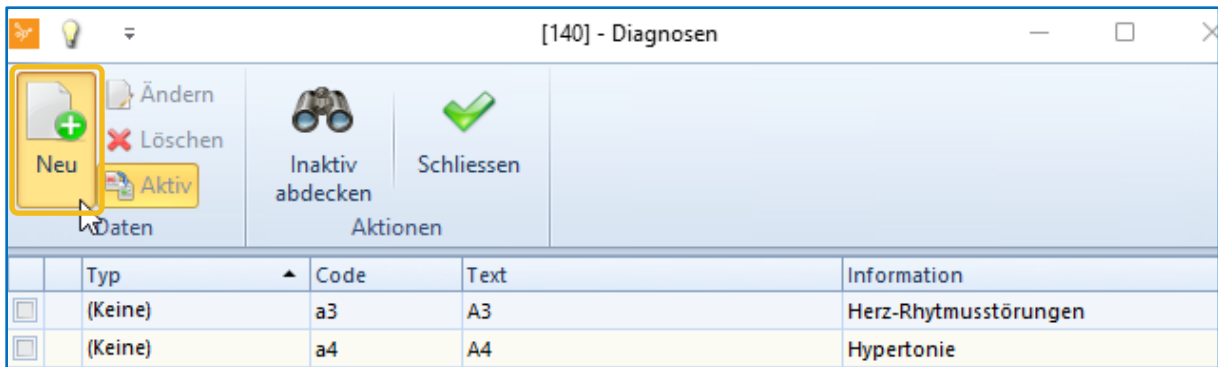 [140] - Diagnosen
Neu
Ändern
Löschen
Aktiv
Daten
Inaktiv
abdecken
Schliessen
Aktionen
Typ Code Text Information
(Keine) a3 A3 Herz-Rhytmusstörungen
(Keine) a4 A4 Hypertonie